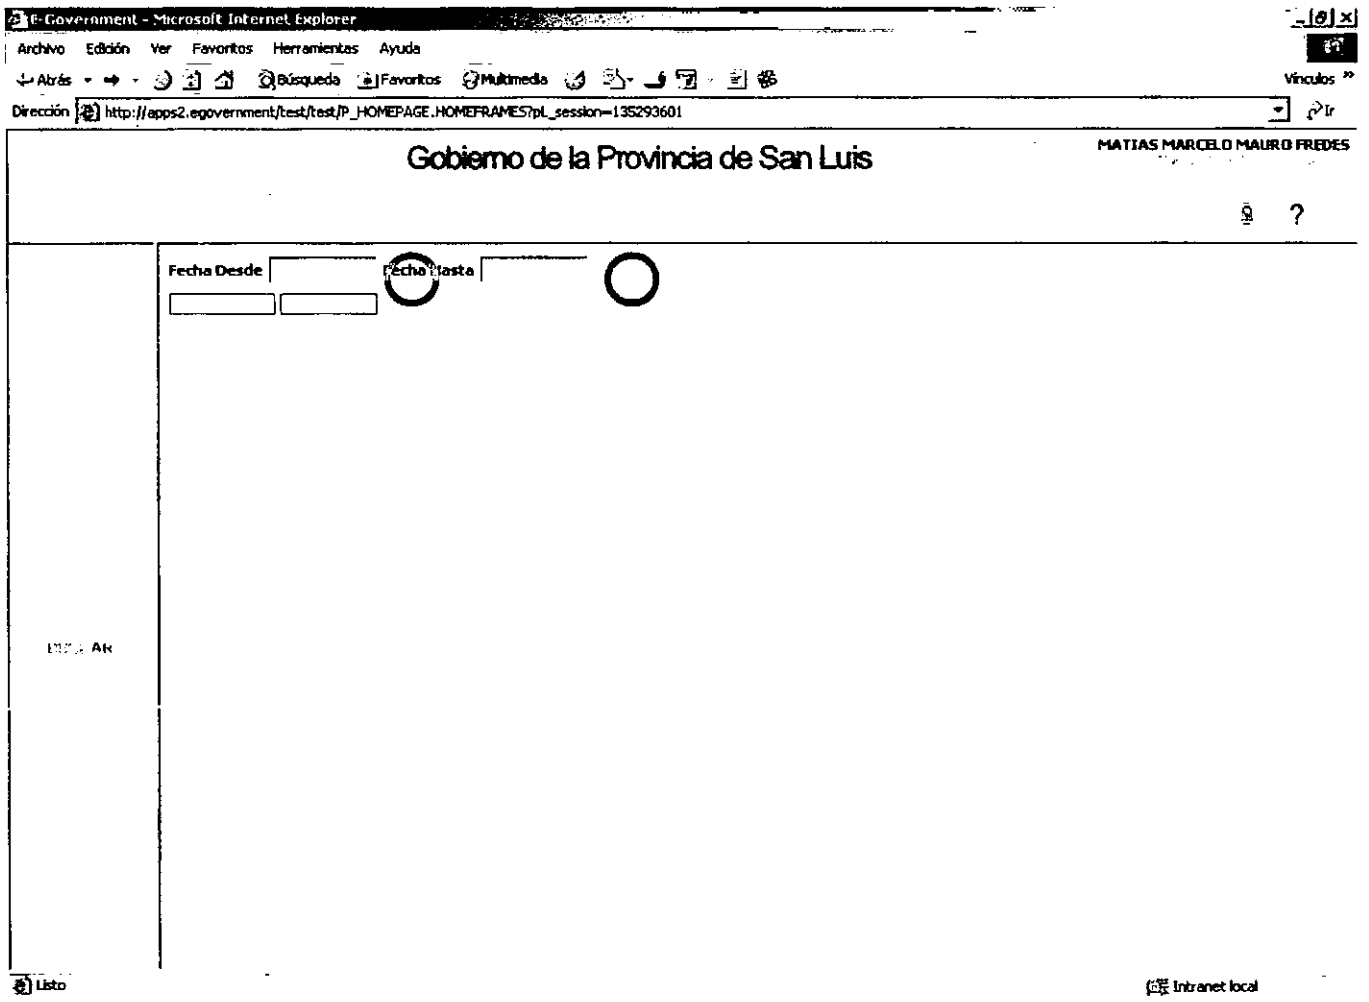 E-Government - Microsoft Internet Explorer
Archivo Edición Ver Favoritos Herramientas Ayuda
Atrás Búsqueda Favoritos Multimedia Vínculos »
Dirección http://apps2.egovernment/test/test/P_HOMEPAGE.HOMEFRAMES?pL_session=135293601 Ir
Gobierno de la Provincia de San Luis
MATIAS MARCELO MAURO FREDES
?
Fecha Desde Fecha Hasta
Listo Intranet local